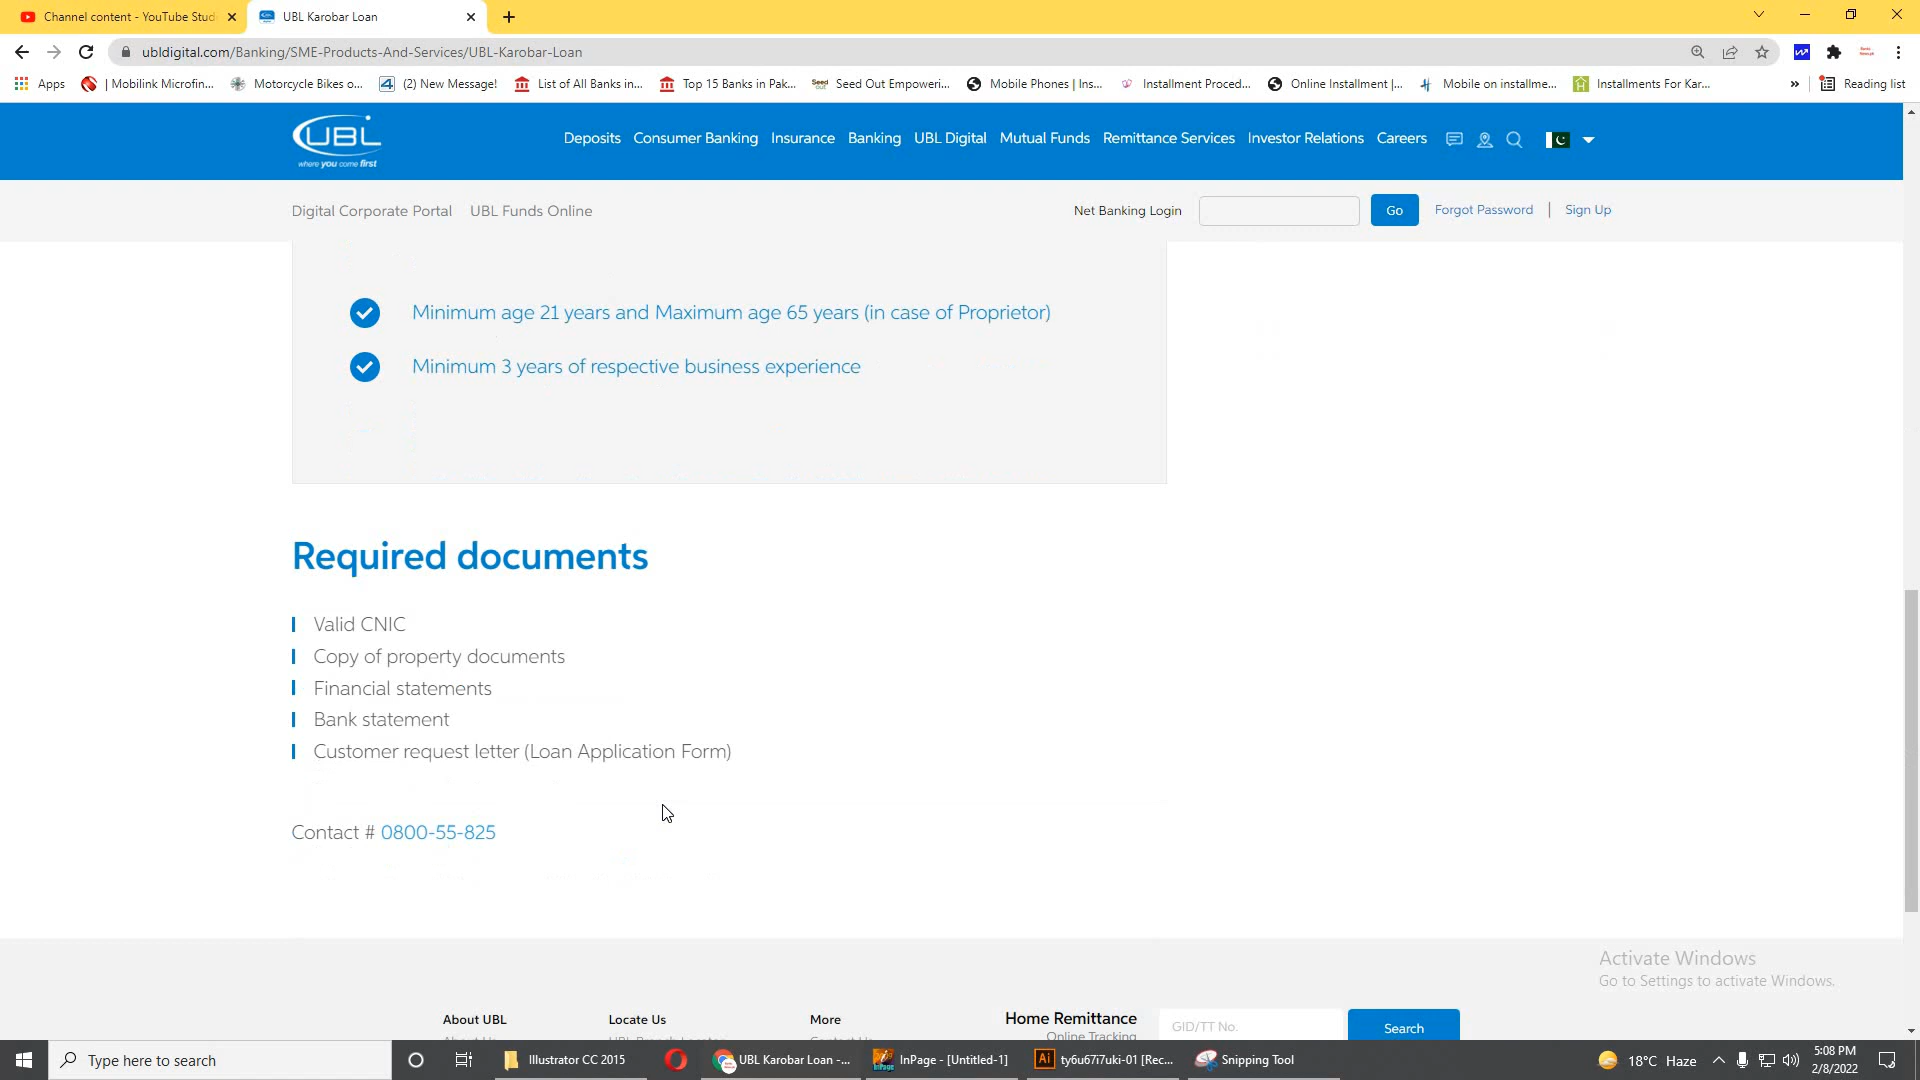 Channel content - YouTube Stud
UBL Karobar Loan
ubldigital.com/Banking/SME-Products-And-Services/UBL-Karobar-Loan
Apps
| Mobilink Microfin...
Motorcycle Bikes o...
(2) New Message!
List of All Banks in...
Top 15 Banks in Pak...
Seed Out Empoweri...
Mobile Phones | Ins...
Installment Proced...
Online Installment |...
Mobile on installme...
Installments For Kar...
»
Reading list
UBL
where you come first
Deposits Consumer Banking Insurance Banking UBL Digital Mutual Funds Remittance Services Investor Relations Careers
Digital Corporate Portal UBL Funds Online
Net Banking Login
Go
Forgot Password | Sign Up
Minimum age 21 years and Maximum age 65 years (in case of Proprietor)
Minimum 3 years of respective business experience
Required documents
Valid CNIC
Copy of property documents
Financial statements
Bank statement
Customer request letter (Loan Application Form)
Contact # 0800-55-825
Activate Windows
Go to Settings to activate Windows.
About UBL
Locate Us
More
Home Remittance
Online Tracking
GID/TT No.
Search
Type here to search
Illustrator CC 2015
UBL Karobar Loan -...
InPage - [Untitled-1]
ty6u67i7uki-01 [Rec...
Snipping Tool
18°C Haze
5:08 PM
2/8/2022